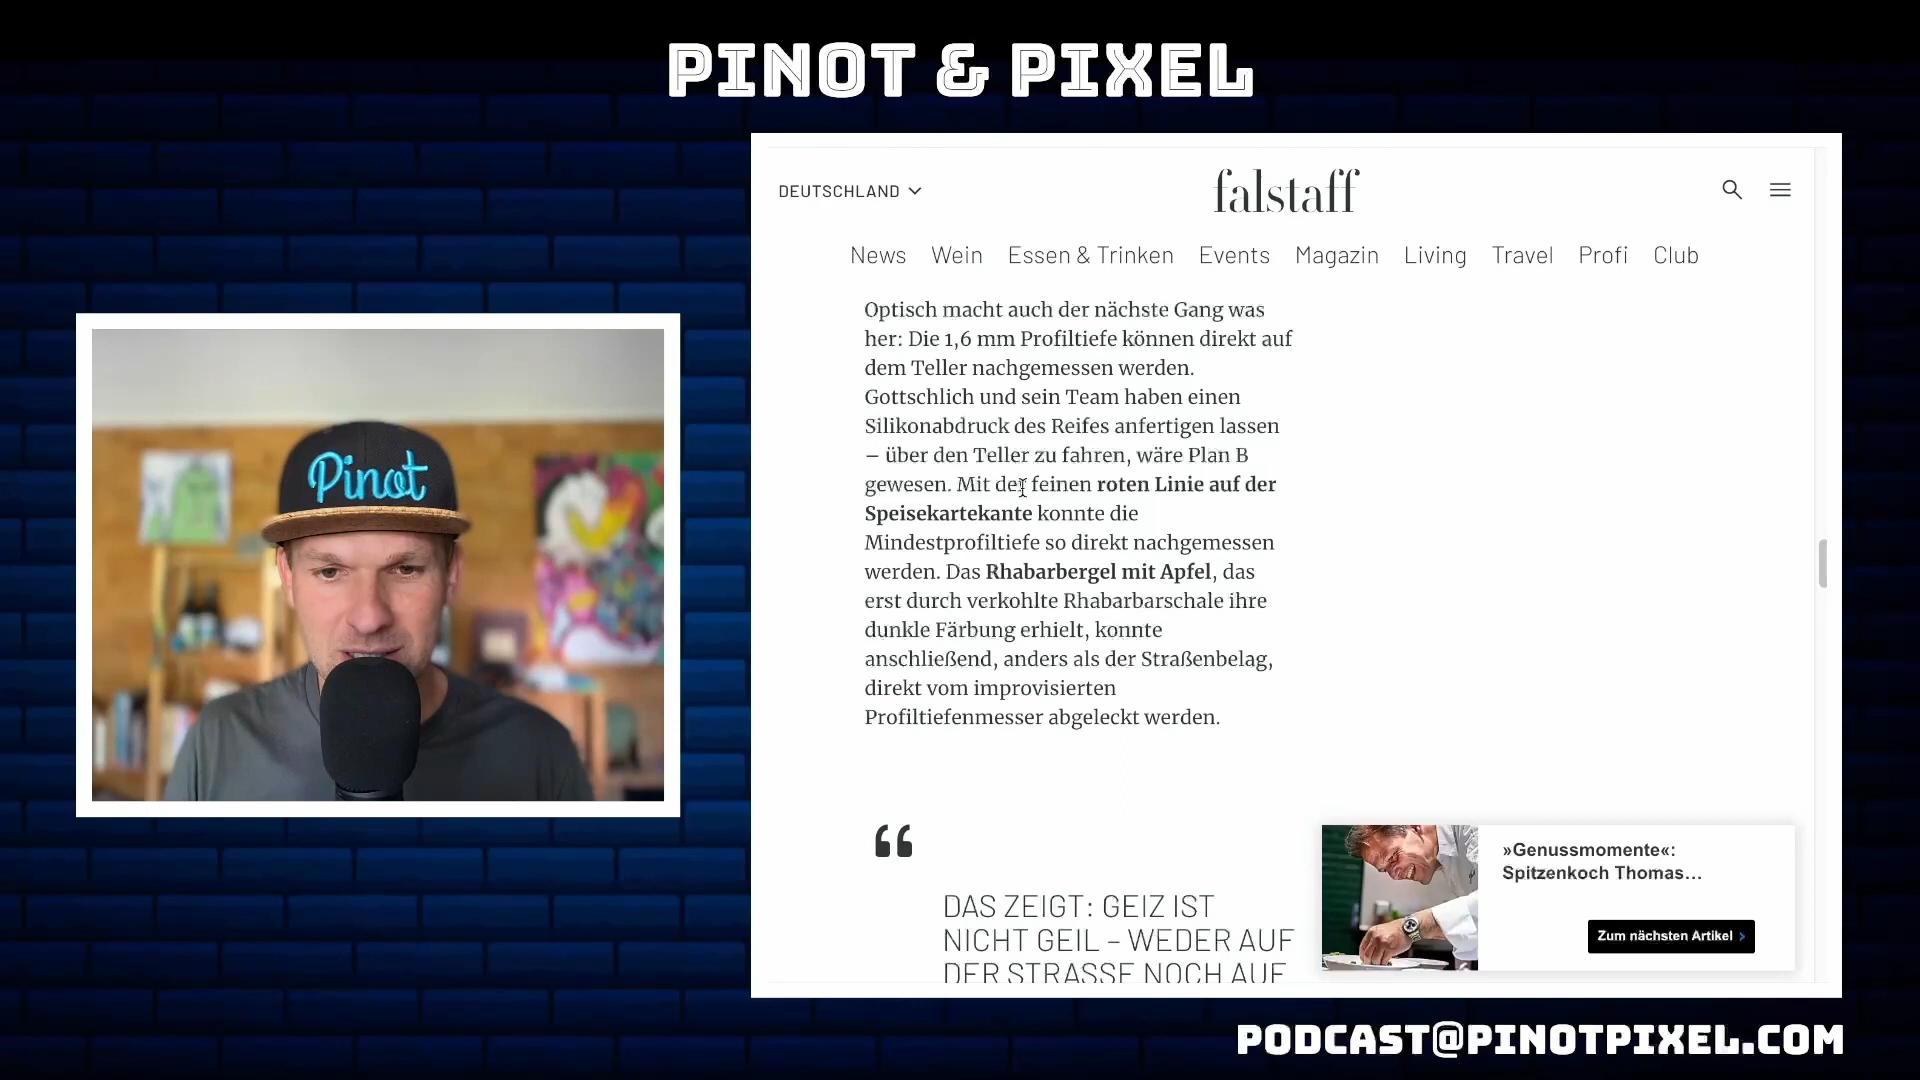 PINOT & PIXEL
DEUTSCHLAND
falstaff
News Wein Essen & Trinken Events Magazin Living Travel Profi Club
Optisch macht auch der nächste Gang was
her: Die 1,6 mm Profiltiefe können direkt auf
dem Teller nachgemessen werden.
Gottschlich und sein Team haben einen
Silikonabdruck des Reifes anfertigen lassen
– über den Teller zu fahren, wäre Plan B
gewesen. Mit der feinen roten Linie auf der
Speisekartekante konnte die
Mindestprofiltiefe so direkt nachgemessen
werden. Das Rhabarbergel mit Apfel, das
erst durch verkohlte Rhabarbarschale ihre
dunkle Färbung erhielt, konnte
anschließend, anders als der Straßenbelag,
direkt vom improvisierten
Profiltiefenmesser abgeleckt werden.
“
DAS ZEIGT: GEIZ IST
NICHT GEIL – WEDER AUF
DER STRASSE NOCH AUF
»Genussmomente«:
Spitzenkoch Thomas...
Zum nächsten Artikel >
Pinot
PODCAST@PINOTPIXEL.COM